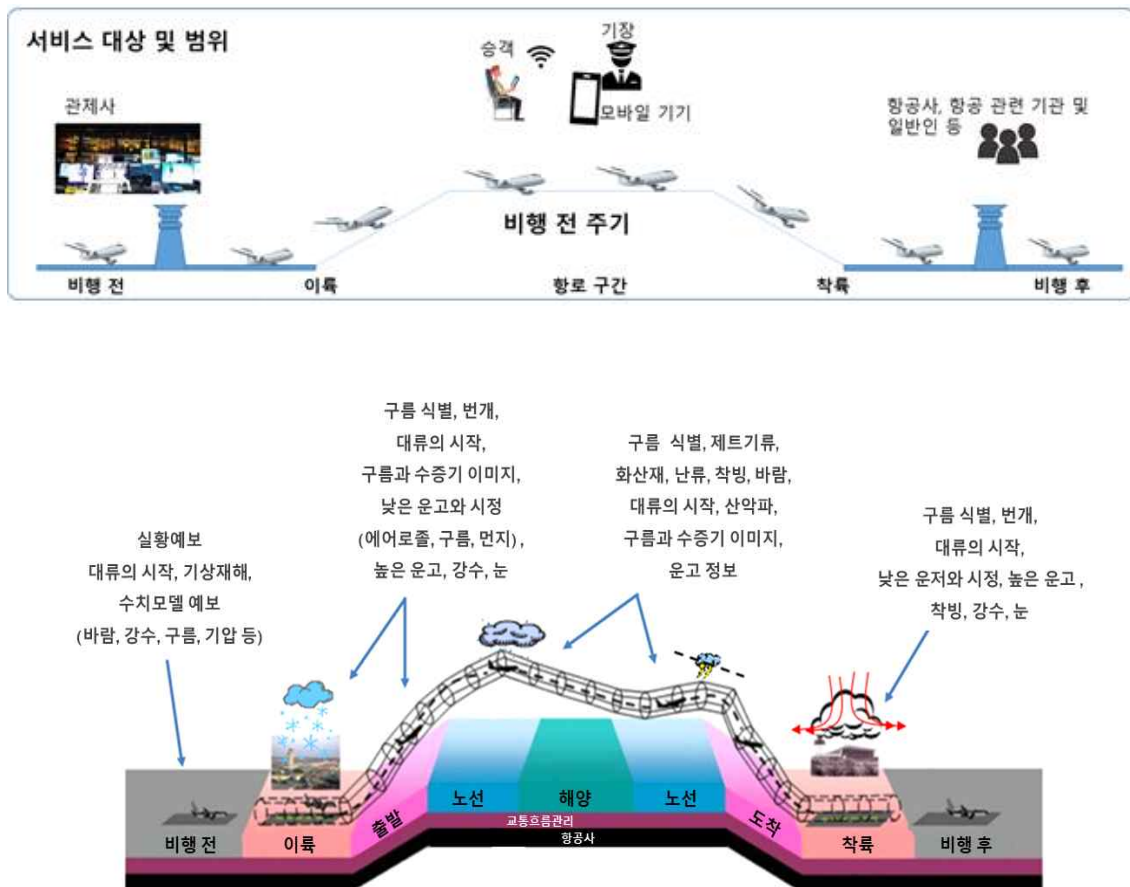 서비스 대상 및 범위
관제사
승객
기장
모바일 기기
항공사, 항공 관련 기관 및
일반인 등
비행 전 주기
비행 전
이륙
항로 구간
착륙
비행 후
실황예보
대류의 시작, 기상재해,
수치모델 예보
(바람, 강수, 구름, 기압 등)
구름 식별, 번개,
대류의 시작,
구름과 수증기 이미지,
낮은 운고와 시정
(에어로졸, 구름, 먼지),
높은 운고, 강수, 눈
구름 식별, 제트기류,
화산재, 난류, 착빙, 바람,
대류의 시작, 산악파,
구름과 수증기 이미지,
운고 정보
구름 식별, 번개,
대류의 시작,
낮은 운저와 시정, 높은 운고,
착빙, 강수, 눈
비행 전
이륙
출발
노선
해양
노선
도착
착륙
비행 후
교통흐름관리
항공사